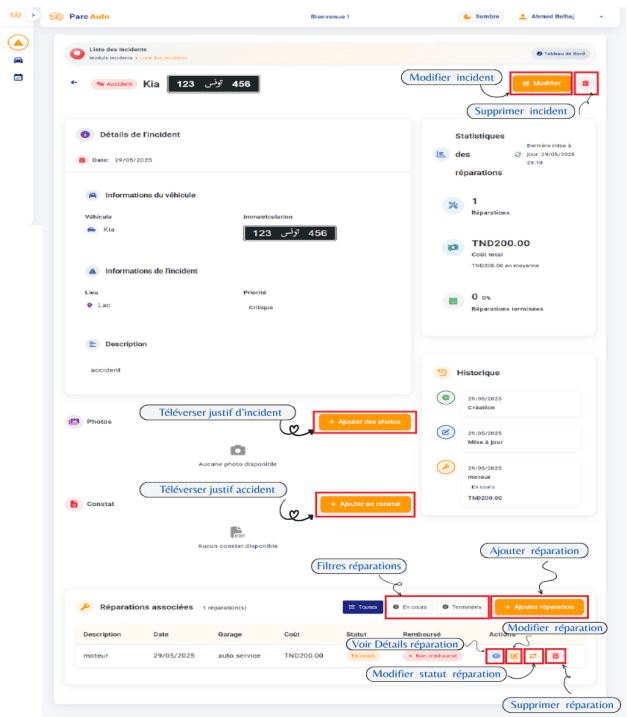 Parc Auto
Bienvenue !
Sombre
Ahmed Belhaj
Liste des Incidents
Module Incidents > Liste des incidents
Tableau de Bord
Modifier incident
Accident
Kia
123 تونس 456
Modifier
Supprimer incident
Détails de l'incident
Date: 29/05/2025
Informations du véhicule
Véhicule
Immatriculation
Kia
123 تونس 456
Informations de l'incident
Lieu
Priorité
Lac
Critique
Description
accident
Statistiques
des
réparations
Dernière mise à
jour: 29/05/2025
23:10
1
Réparations
TND200.00
Coût total
TND200.00 en moyenne
0 0%
Réparations terminées
Historique
29/05/2025
Création
29/05/2025
Mise à jour
29/05/2025
moteur
En cours
TND200.00
Téléverser justif d'incident
Photos
+ Ajouter des photos
Aucune photo disponible
Téléverser justif accident
Constat
+ Ajouter un constat
PDF
Aucun constat disponible
Filtres réparations
Ajouter réparation
Réparations associées
1 réparation(s)
Toutes
En cours
Terminées
+ Ajouter réparation
Modifier réparation
Description
Date
Garage
Coût
Statut
Remboursé
Actions
Voir Détails réparation
moteur
29/05/2025
auto service
TND200.00
En cours
Non remboursé
Modifier statut réparation
Supprimer réparation